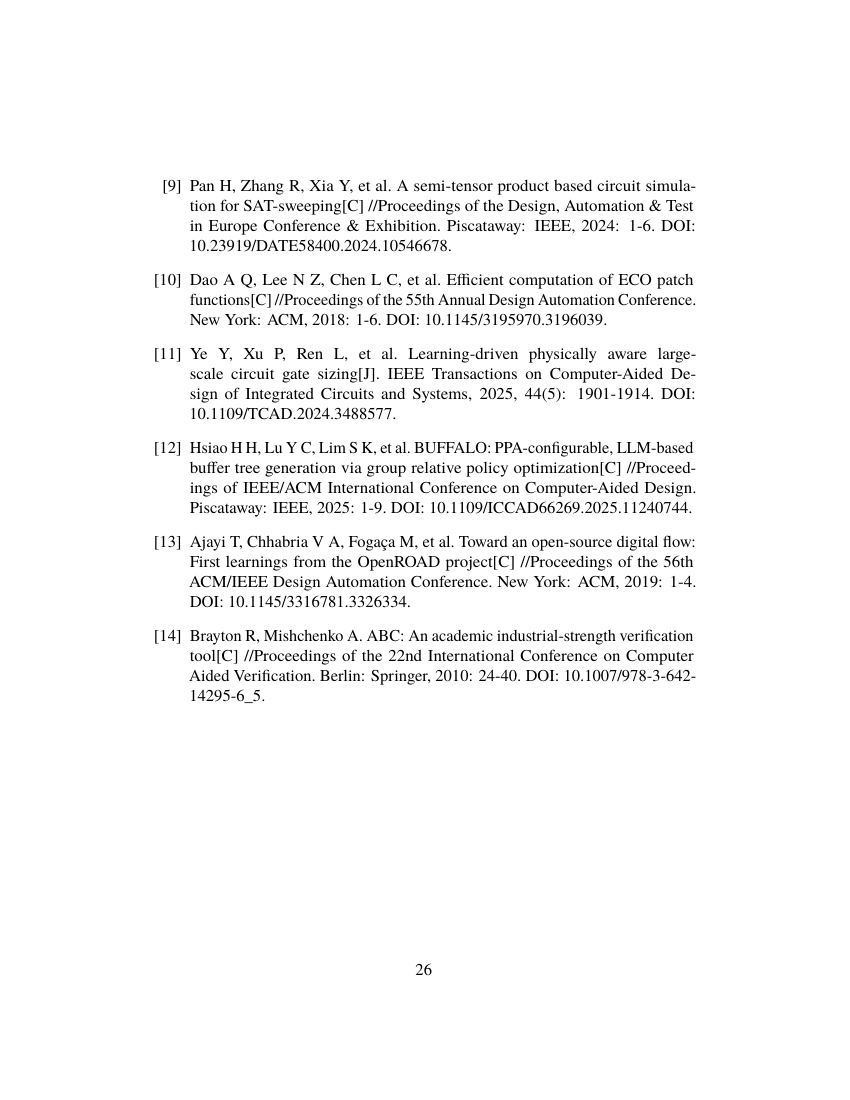 [9] Pan H, Zhang R, Xia Y, et al. A semi-tensor product based circuit simula-
tion for SAT-sweeping[C] //Proceedings of the Design, Automation & Test
in Europe Conference & Exhibition. Piscataway: IEEE, 2024: 1-6. DOI:
10.23919/DATE58400.2024.10546678.
[10] Dao A Q, Lee N Z, Chen L C, et al. Efficient computation of ECO patch
functions[C] //Proceedings of the 55th Annual Design Automation Conference.
New York: ACM, 2018: 1-6. DOI: 10.1145/3195970.3196039.
[11] Ye Y, Xu P, Ren L, et al. Learning-driven physically aware large-
scale circuit gate sizing[J]. IEEE Transactions on Computer-Aided De-
sign of Integrated Circuits and Systems, 2025, 44(5): 1901-1914. DOI:
10.1109/TCAD.2024.3488577.
[12] Hsiao H H, Lu Y C, Lim S K, et al. BUFFALO: PPA-configurable, LLM-based
buffer tree generation via group relative policy optimization[C] //Proceed-
ings of IEEE/ACM International Conference on Computer-Aided Design.
Piscataway: IEEE, 2025: 1-9. DOI: 10.1109/ICCAD66269.2025.11240744.
[13] Ajayi T, Chhabria V A, Fogaça M, et al. Toward an open-source digital flow:
First learnings from the OpenROAD project[C] //Proceedings of the 56th
ACM/IEEE Design Automation Conference. New York: ACM, 2019: 1-4.
DOI: 10.1145/3316781.3326334.
[14] Brayton R, Mishchenko A. ABC: An academic industrial-strength verification
tool[C] //Proceedings of the 22nd International Conference on Computer
Aided Verification. Berlin: Springer, 2010: 24-40. DOI: 10.1007/978-3-642-
14295-6_5.
26